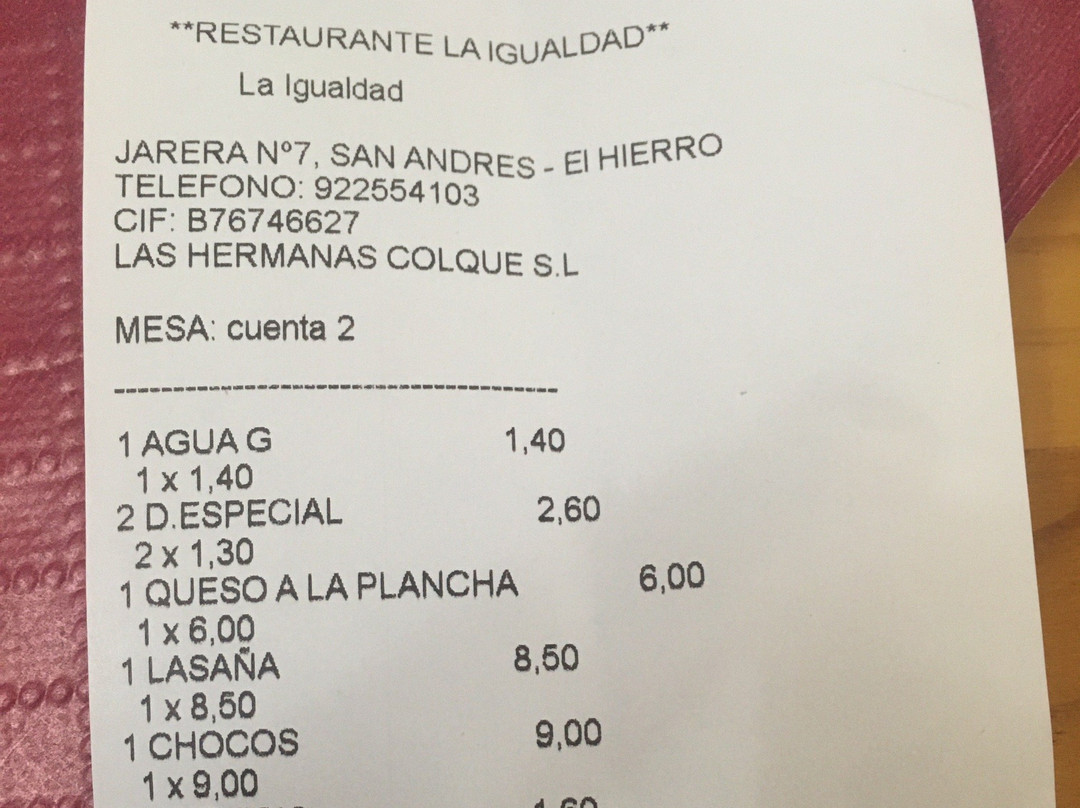 **RESTAURANTE LA IGUALDAD**
La Igualdad
JARERA Nº7, SAN ANDRES - El HIERRO
TELEFONO: 922554103
CIF: B76746627
LAS HERMANAS COLQUE S.L
MESA: cuenta 2
--------------------------------------
1 AGUA G 1,40
1 x 1,40
2 D.ESPECIAL 2,60
2 x 1,30
1 QUESO A LA PLANCHA 6,00
1 x 6,00
1 LASAÑA 8,50
1 x 8,50
1 CHOCOS 9,00
1 x 9,00